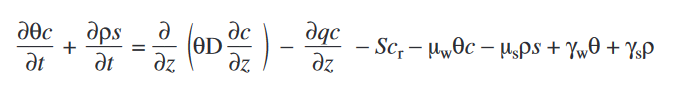 ∂θc/∂t + ∂ρs/∂t = ∂/∂z (θD ∂c/∂z) − ∂qc/∂z − Sc_r − μ_wθc − μ_sρs + γ_wθ + γ_sρ